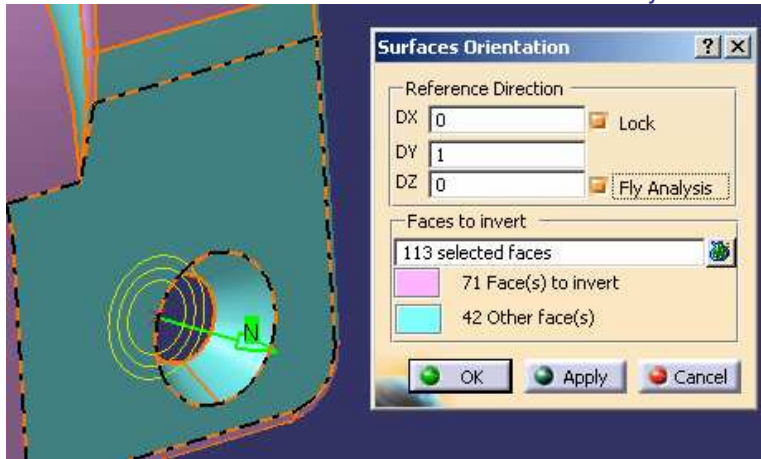 Surfaces Orientation
Reference Direction
DX 0 Lock
DY 1
DZ 0 Fly Analysis
Faces to invert
113 selected faces
71 Face(s) to invert
42 Other face(s)
N
OK Apply Cancel